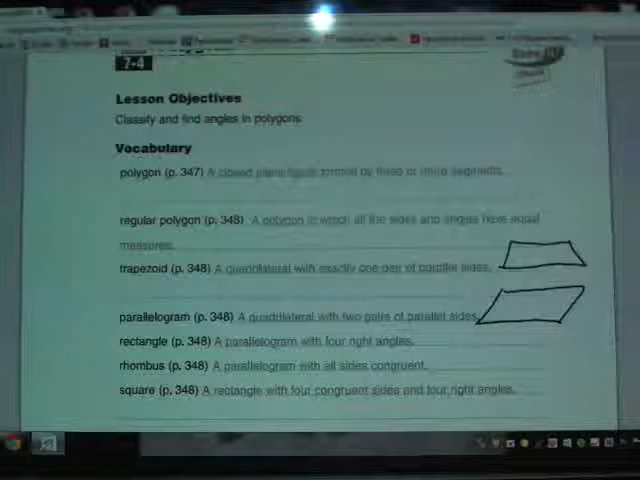 7-4
Lesson Objectives
Classify and find angles in polygons.
Vocabulary
polygon (p. 347) A closed plane figure formed by three or more segments.
regular polygon (p. 348) A polygon in which all the sides and angles have equal
measures.
trapezoid (p. 348) A quadrilateral with exactly one pair of parallel sides.
parallelogram (p. 348) A quadrilateral with two pairs of parallel sides.
rectangle (p. 348) A parallelogram with four right angles.
rhombus (p. 348) A parallelogram with all sides congruent.
square (p. 348) A rectangle with four congruent sides and four right angles.